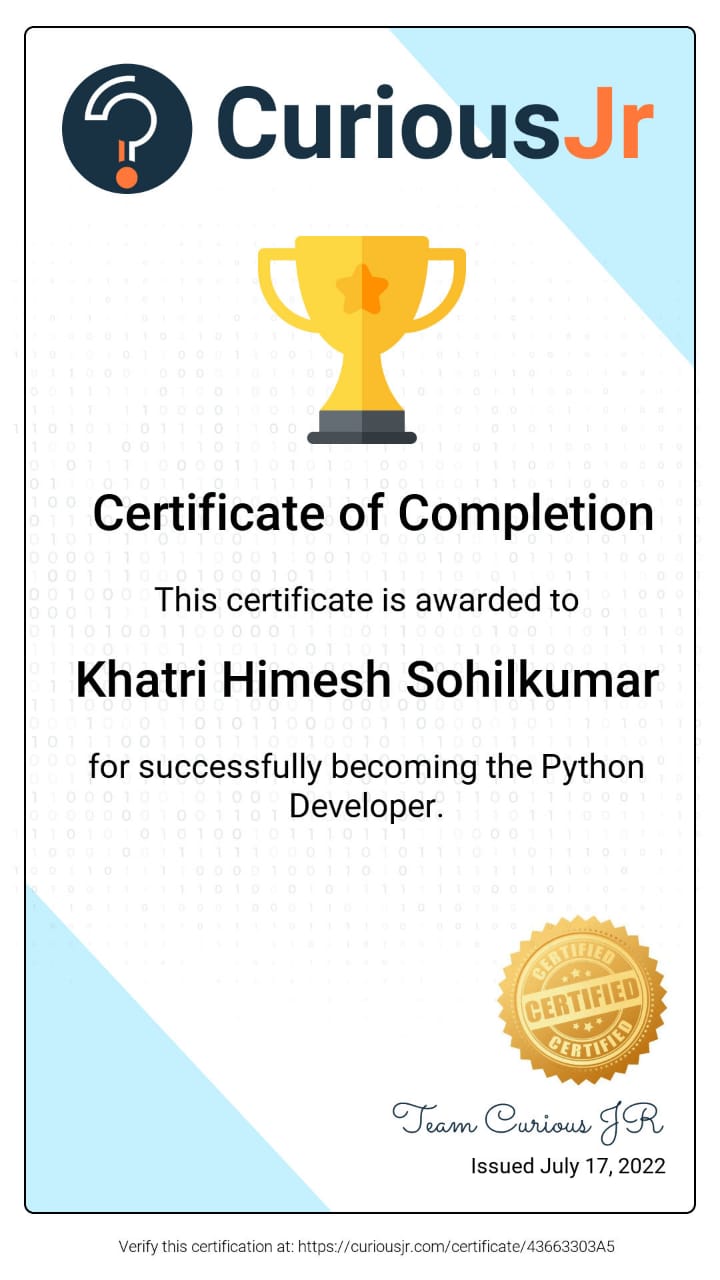 CuriousJr
Certificate of Completion
This certificate is awarded to
Khatri Himesh Sohilkumar
for successfully becoming the Python
Developer.
CERTIFIED
CERTIFIED
CERTIFIED
Team Curious JR
Issued July 17, 2022
Verify this certification at: https://curiousjr.com/certificate/43663303A5